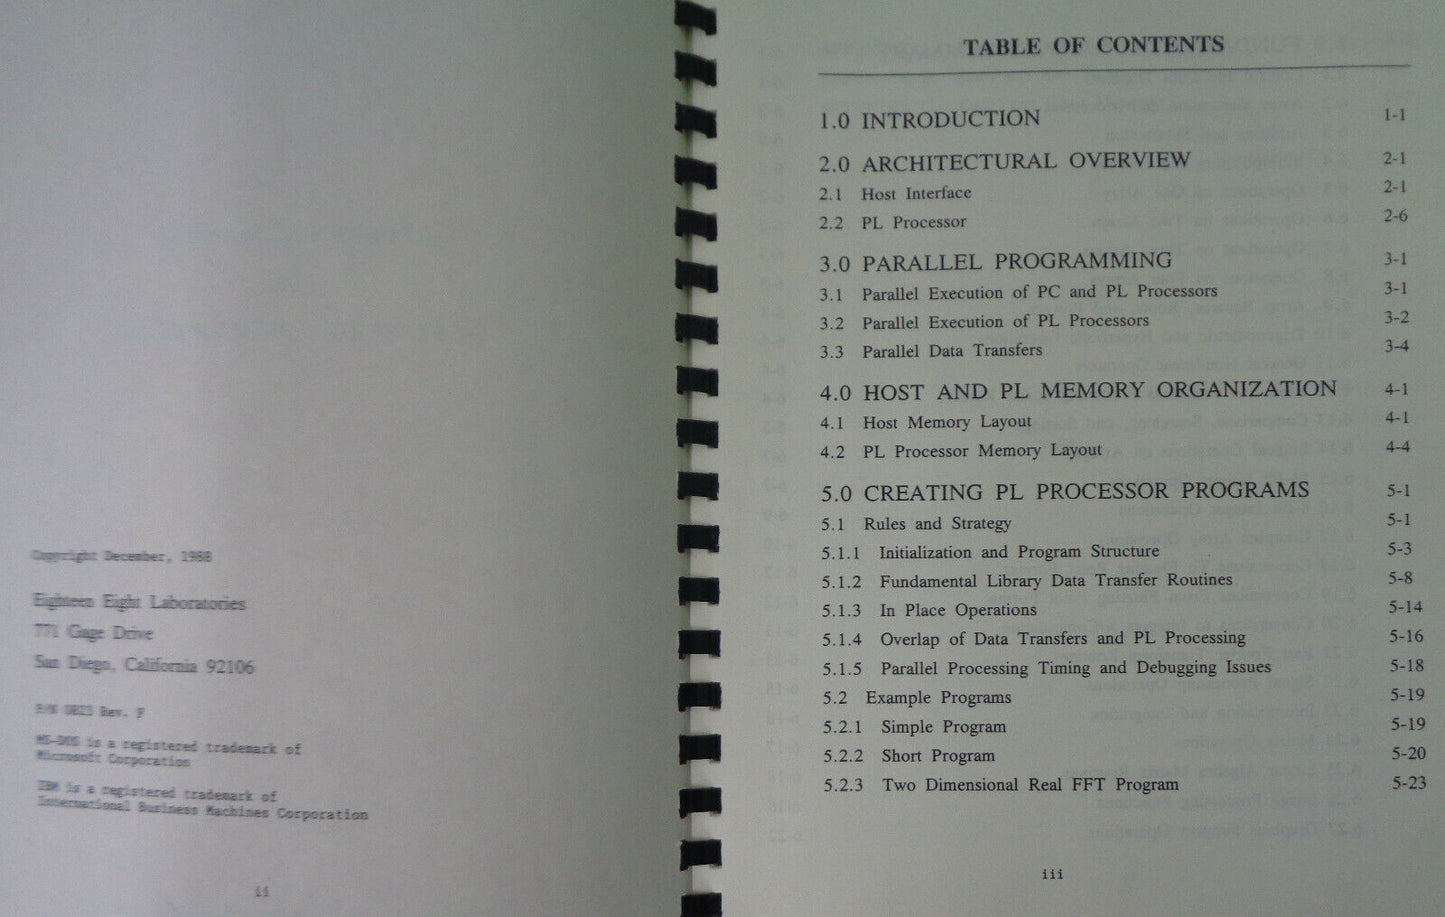 Copyright December, 1988
Eighteen Eight Laboratories
771 Gage Drive
San Diego, California 92106
P/N 0823 Rev. F
MS-DOS is a registered trademark of
Microsoft Corporation
IBM is a registered trademark of
International Business Machines Corporation
ii
TABLE OF CONTENTS
1.0 INTRODUCTION 1-1
2.0 ARCHITECTURAL OVERVIEW 2-1
2.1 Host Interface 2-1
2.2 PL Processor 2-6
3.0 PARALLEL PROGRAMMING 3-1
3.1 Parallel Execution of PC and PL Processors 3-1
3.2 Parallel Execution of PL Processors 3-2
3.3 Parallel Data Transfers 3-4
4.0 HOST AND PL MEMORY ORGANIZATION 4-1
4.1 Host Memory Layout 4-1
4.2 PL Processor Memory Layout 4-4
5.0 CREATING PL PROCESSOR PROGRAMS 5-1
5.1 Rules and Strategy 5-1
5.1.1 Initialization and Program Structure 5-3
5.1.2 Fundamental Library Data Transfer Routines 5-8
5.1.3 In Place Operations 5-14
5.1.4 Overlap of Data Transfers and PL Processing 5-16
5.1.5 Parallel Processing Timing and Debugging Issues 5-18
5.2 Example Programs 5-19
5.2.1 Simple Program 5-19
5.2.2 Short Program 5-20
5.2.3 Two Dimensional Real FFT Program 5-23
iii